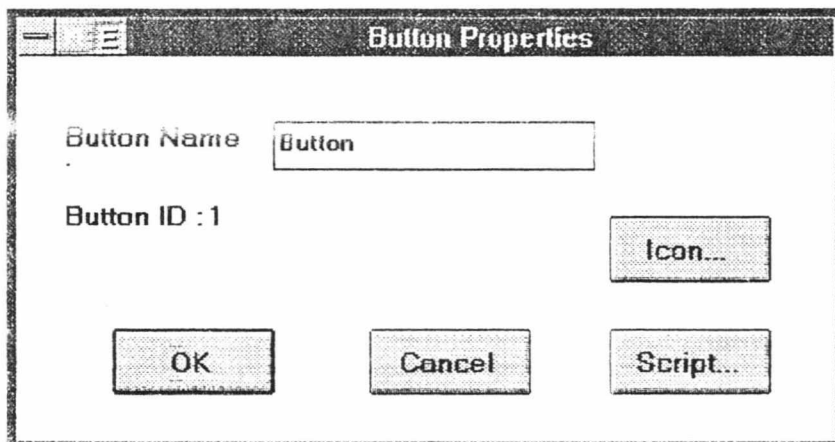 Button Properties
Button Name Button
Button ID :1
Icon...
OK Cancel Script...